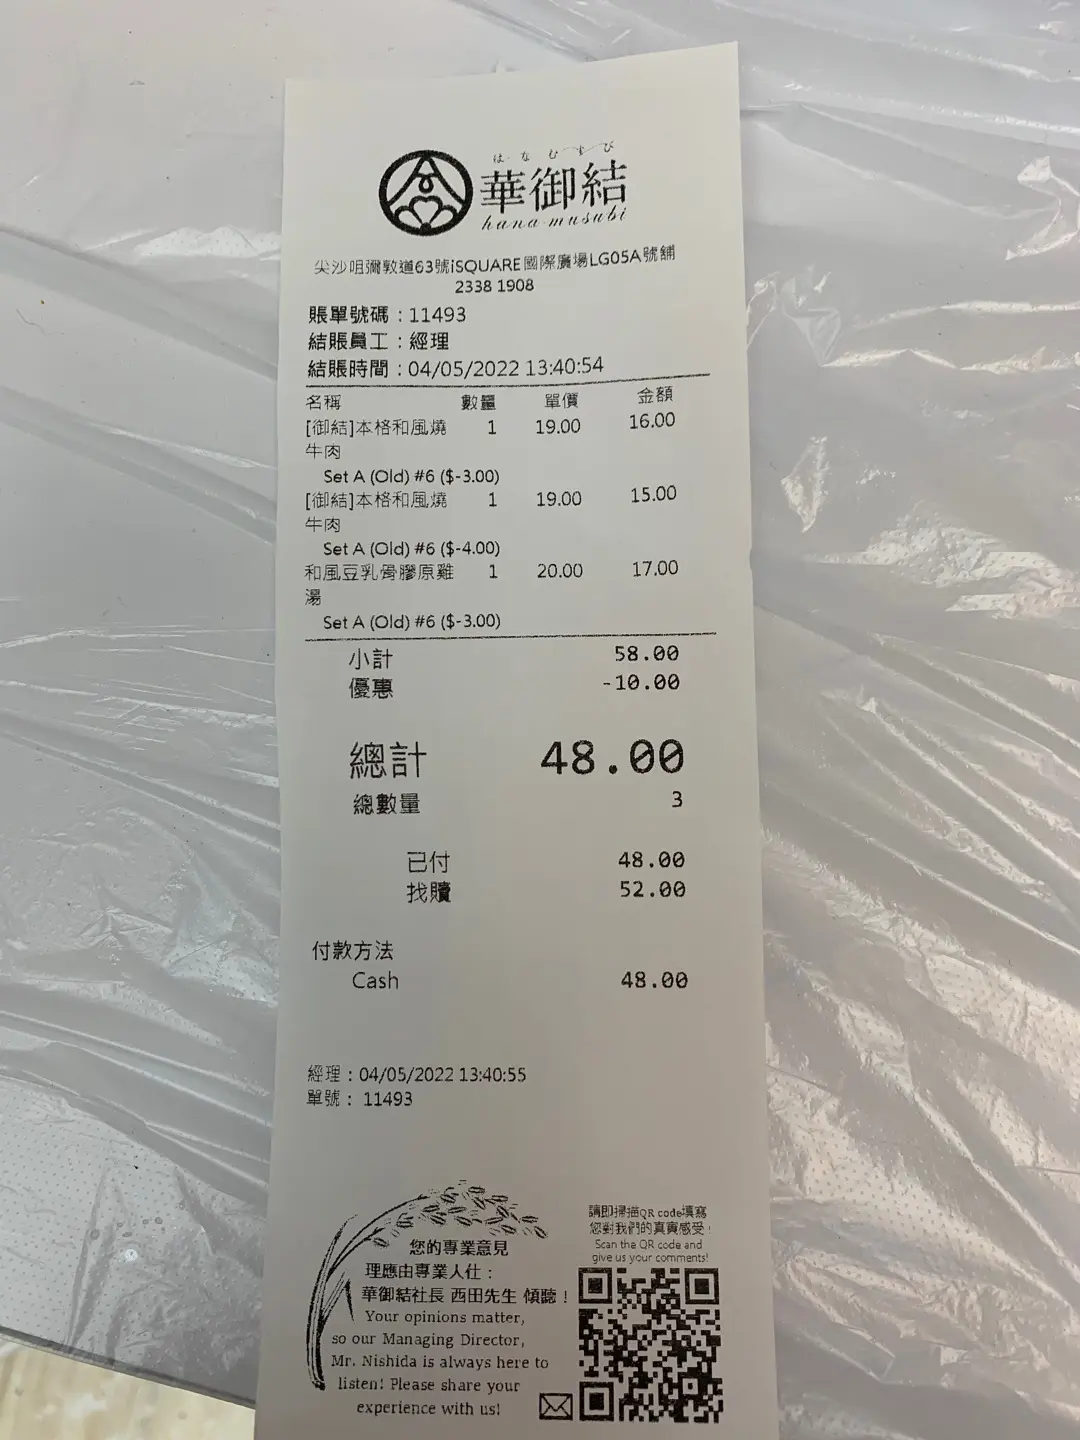 はなむすび
華御結
hana-musubi
尖沙咀彌敦道63號iSQUARE國際廣場LG05A號舖
2338 1908
賬單號碼：11493
結賬員工：經理
結賬時間：04/05/2022 13:40:54
名稱 數量 單價 金額
[御結]本格和風燒 1 19.00 16.00
牛肉
Set A (Old) #6 ($-3.00)
[御結]本格和風燒 1 19.00 15.00
牛肉
Set A (Old) #6 ($-4.00)
和風豆乳骨膠原雞 1 20.00 17.00
湯
Set A (Old) #6 ($-3.00)
小計 58.00
優惠 -10.00
總計 48.00
總數量 3
已付 48.00
找贖 52.00
付款方法
Cash 48.00
經理：04/05/2022 13:40:55
單號： 11493
您的專業意見
理應由專業人仕：
華御結社長 西田先生 傾聽！
Your opinions matter,
so our Managing Director,
Mr. Nishida is always here to
listen! Please share your
experience with us!
請即掃描QR code填寫
您對我們的真實感受！
Scan the QR code and
give us your comments!